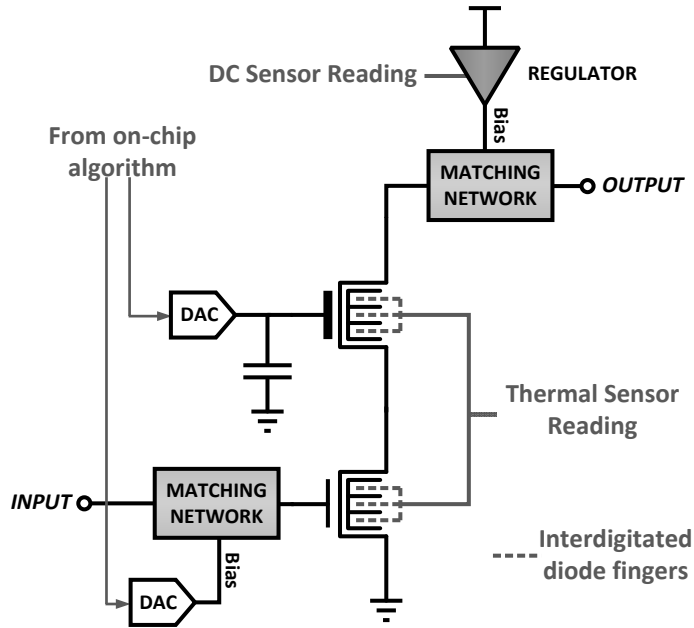 DC Sensor Reading
REGULATOR
Bias
From on-chip
algorithm
MATCHING
NETWORK
OUTPUT
DAC
Thermal Sensor
Reading
INPUT
MATCHING
NETWORK
Bias
DAC
Interdigitated
diode fingers